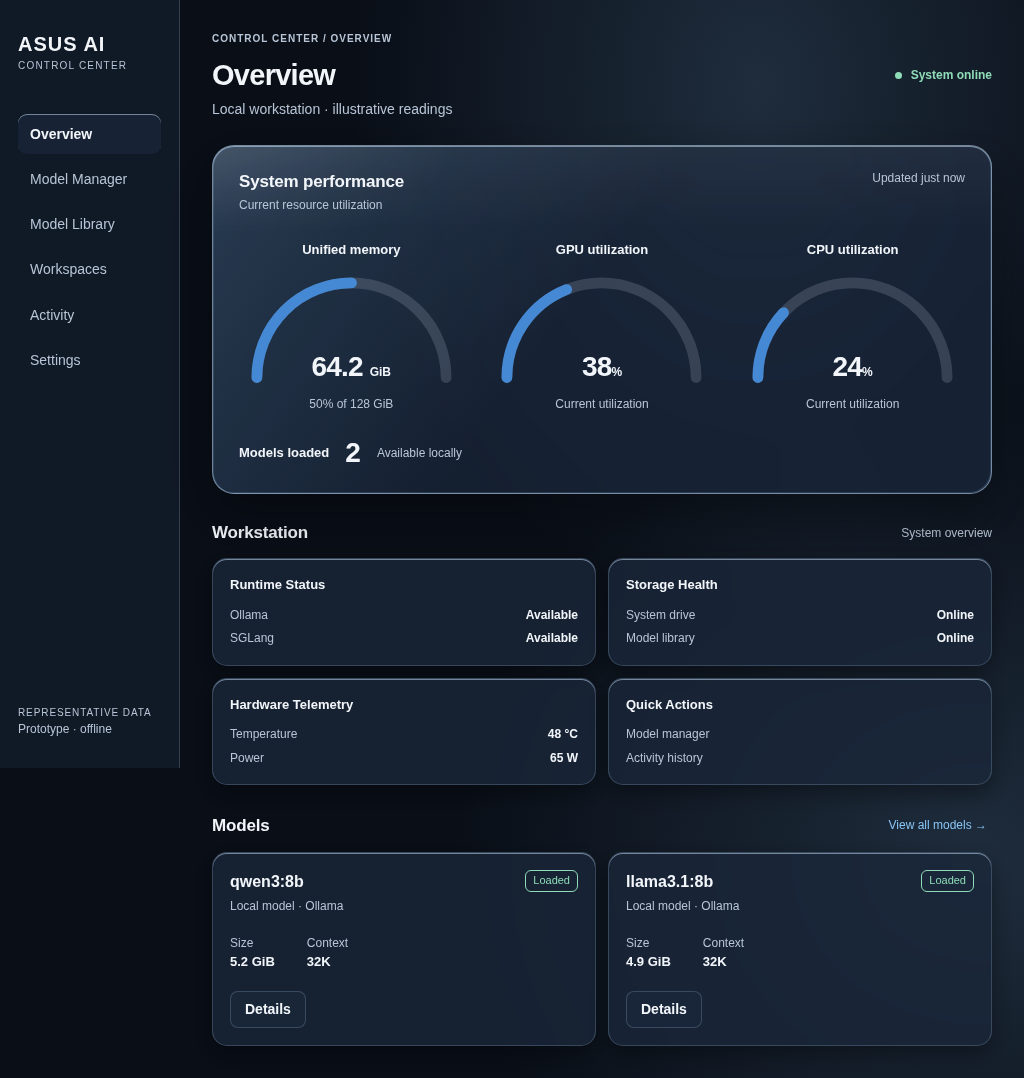 ASUS AI
CONTROL CENTER
Overview
Model Manager
Model Library
Workspaces
Activity
Settings
REPRESENTATIVE DATA
Prototype · offline
CONTROL CENTER / OVERVIEW
Overview
System online
Local workstation · illustrative readings
System performance
Updated just now
Current resource utilization
Unified memory
64.2 GiB
50% of 128 GiB
GPU utilization
38%
Current utilization
CPU utilization
24%
Current utilization
Models loaded 2 Available locally
Workstation
System overview
Runtime Status
Ollama Available
SGLang Available
Storage Health
System drive Online
Model library Online
Hardware Telemetry
Temperature 48 °C
Power 65 W
Quick Actions
Model manager
Activity history
Models
View all models →
qwen3:8b Loaded
Local model · Ollama
Size Context
5.2 GiB 32K
Details
llama3.1:8b Loaded
Local model · Ollama
Size Context
4.9 GiB 32K
Details